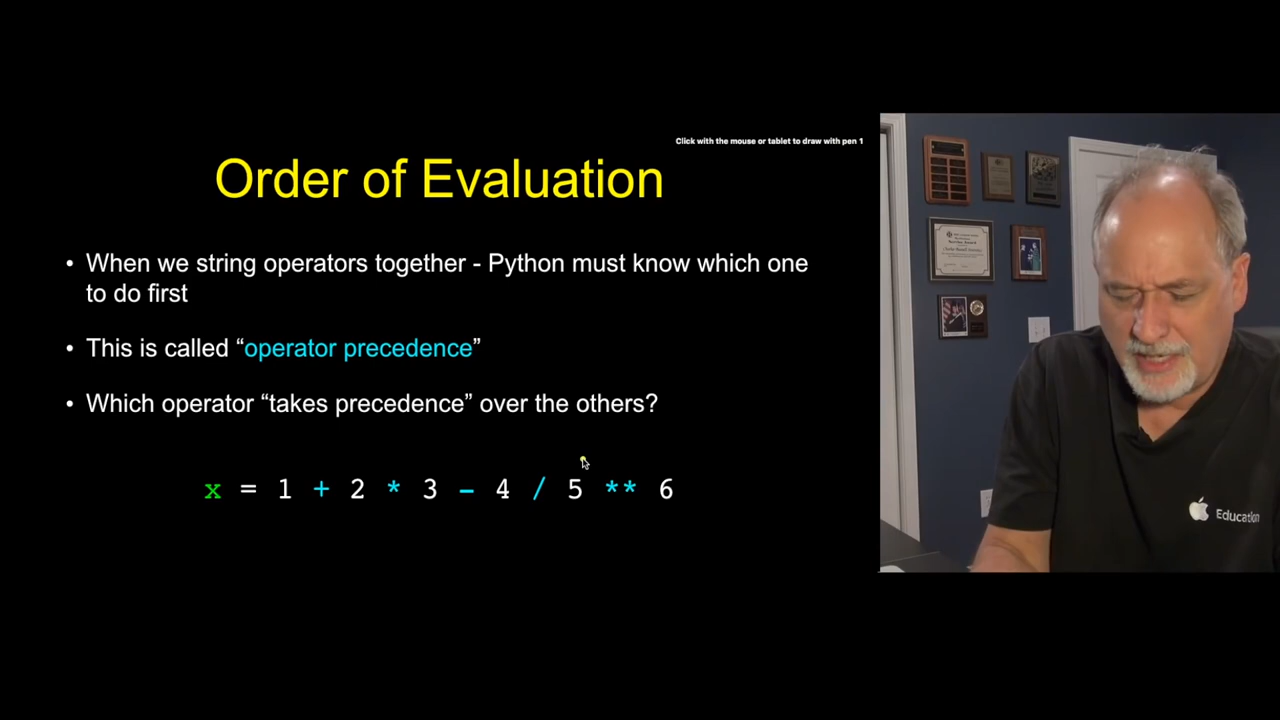 Click with the mouse or tablet to draw with pen 1
Order of Evaluation
• When we string operators together - Python must know which one
to do first
• This is called “operator precedence”
• Which operator “takes precedence” over the others?
x = 1 + 2 * 3 - 4 / 5 ** 6
Education